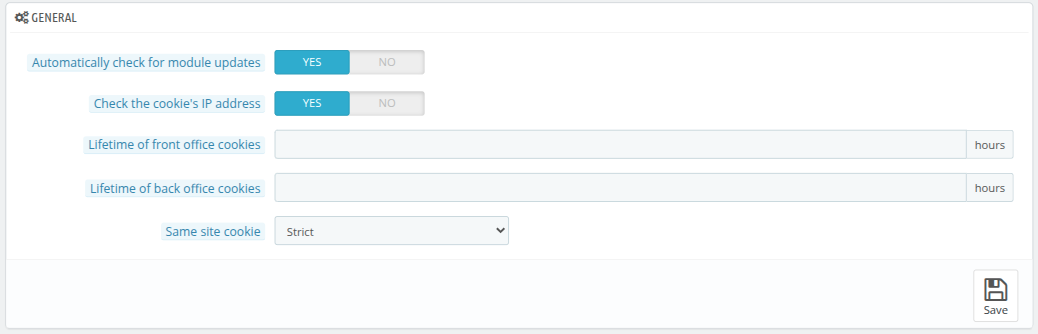 GENERAL
Automatically check for module updates YES NO
Check the cookie's IP address YES NO
Lifetime of front office cookies hours
Lifetime of back office cookies hours
Same site cookie Strict
Save